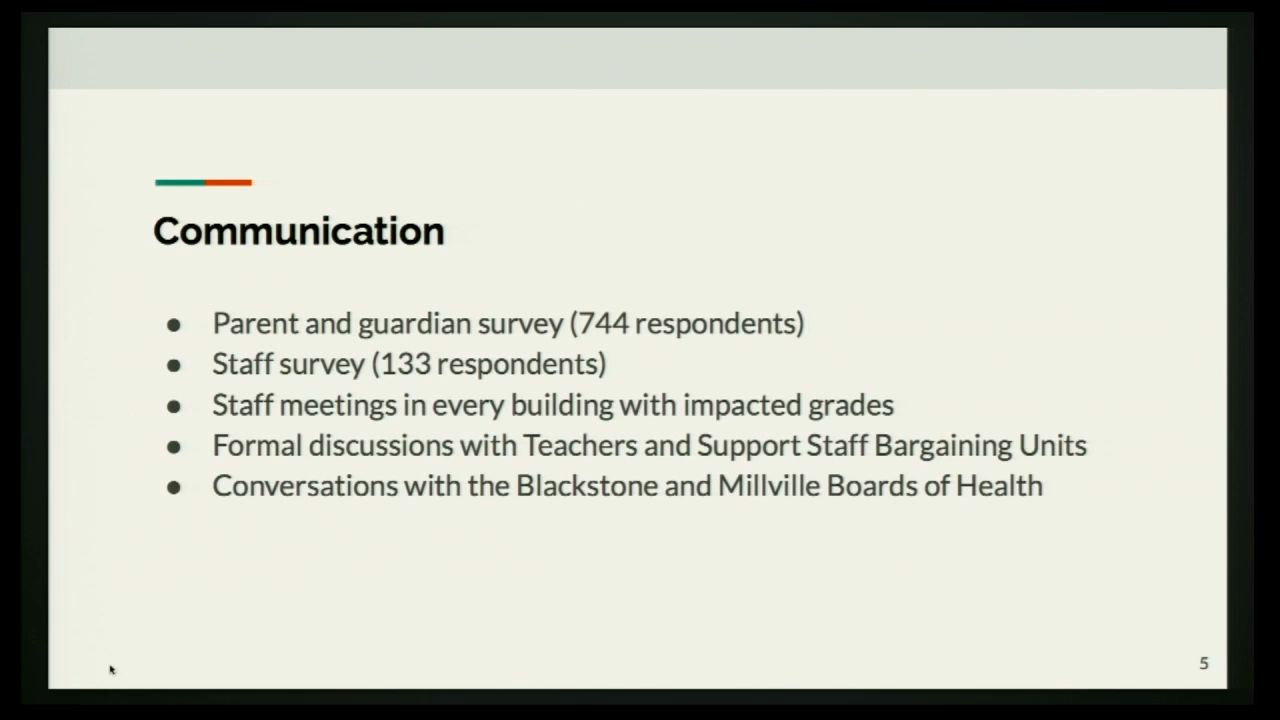 Communication
● Parent and guardian survey (744 respondents)
● Staff survey (133 respondents)
● Staff meetings in every building with impacted grades
● Formal discussions with Teachers and Support Staff Bargaining Units
● Conversations with the Blackstone and Millville Boards of Health
5